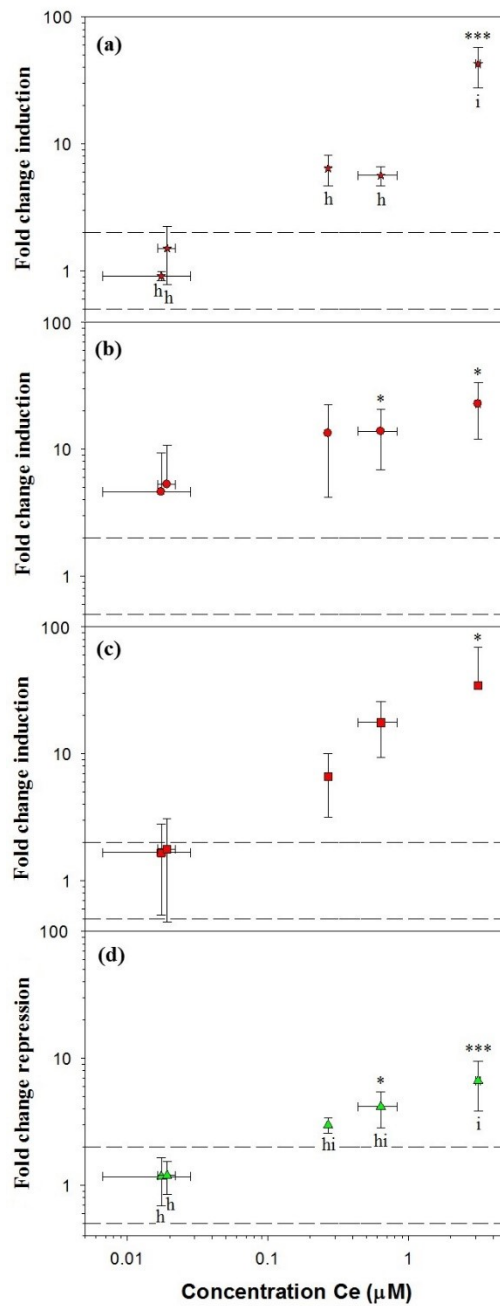 100
(a)
***
Fold change induction
10
i
h
h
1
h
h
100
(b)
*
*
Fold change induction
10
1
100
(c)
*
Fold change induction
10
1
100
(d)
***
*
Fold change repression
10
hi
hi
i
1
h
h
0.01
0.1
1
Concentration Ce (μM)